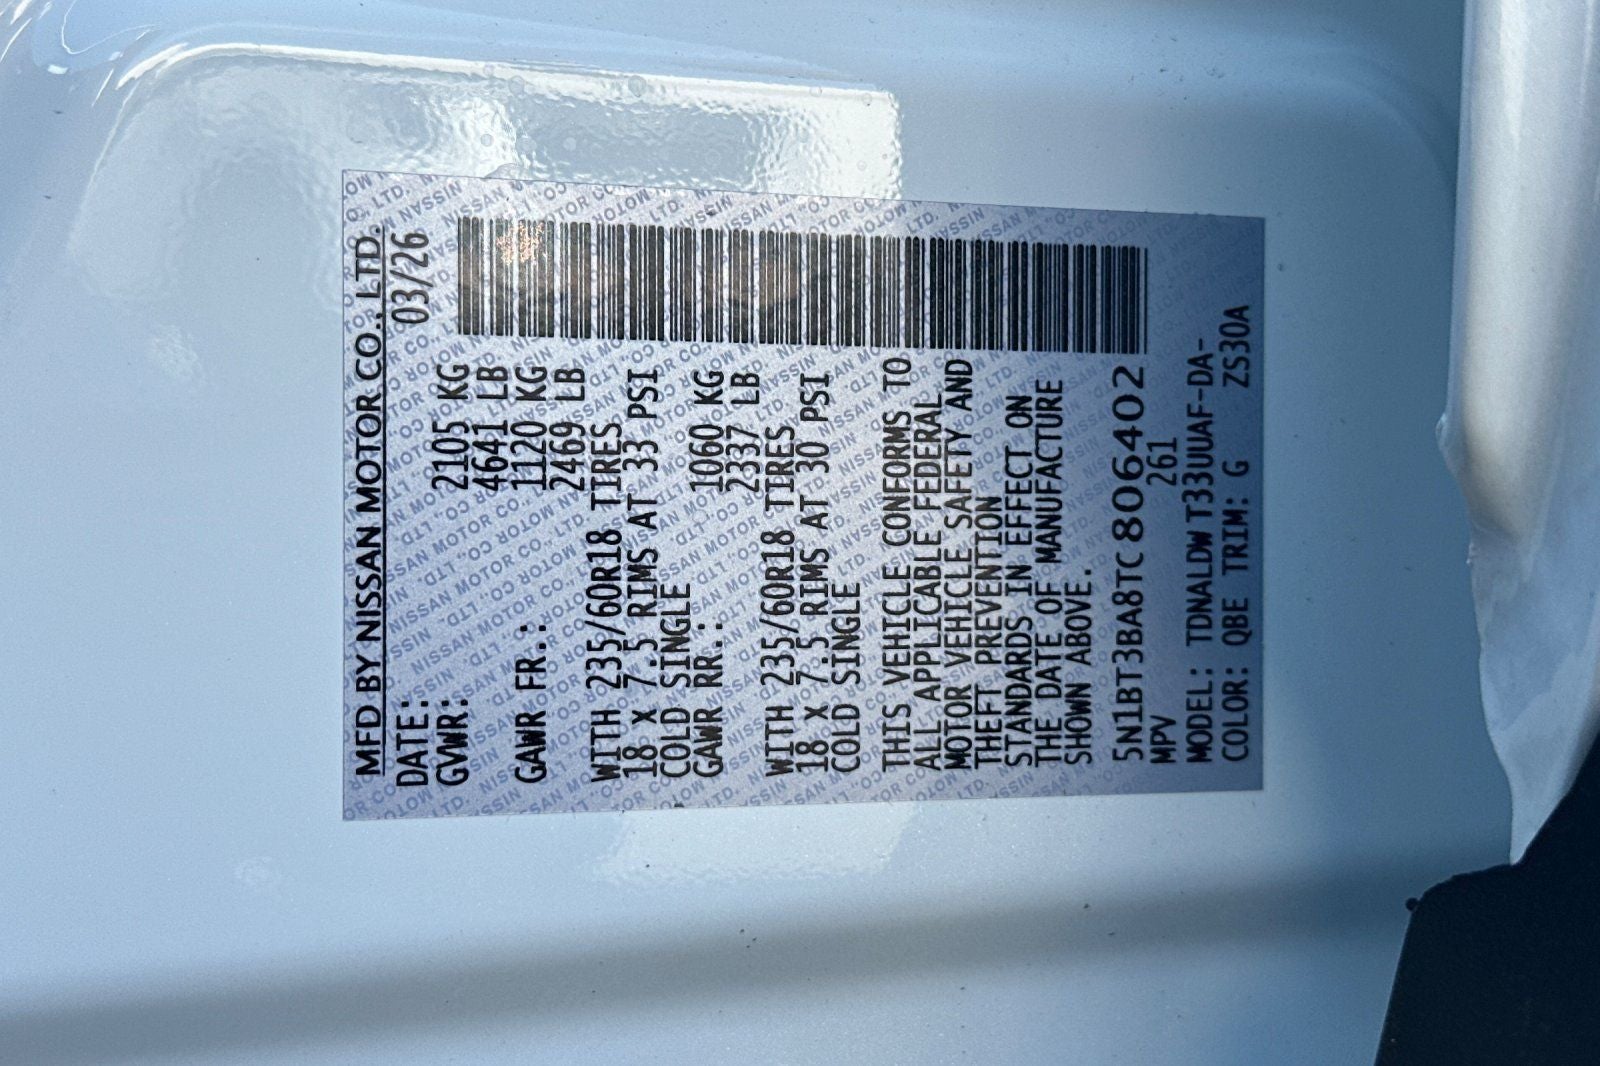 MFD BY NISSAN MOTOR CO., LTD.
DATE: 03/26
GVWR: 2105 KG
4641 LB
GAWR FR.: 1120 KG
2469 LB
WITH 235/60R18 TIRES
18 x 7.5 RIMS AT 33 PSI
COLD SINGLE
GAWR RR.: 1060 KG
2337 LB
WITH 235/60R18 TIRES
18 x 7.5 RIMS AT 30 PSI
COLD SINGLE
THIS VEHICLE CONFORMS TO
ALL APPLICABLE FEDERAL
MOTOR VEHICLE SAFETY AND
THEFT PREVENTION
STANDARDS IN EFFECT ON
THE DATE OF MANUFACTURE
SHOWN ABOVE.
5N1BT3BA8TC806402
MPV 261
MODEL: TDNALDW T33UUAF-DA-
COLOR: QBE TRIM: G ZS30A